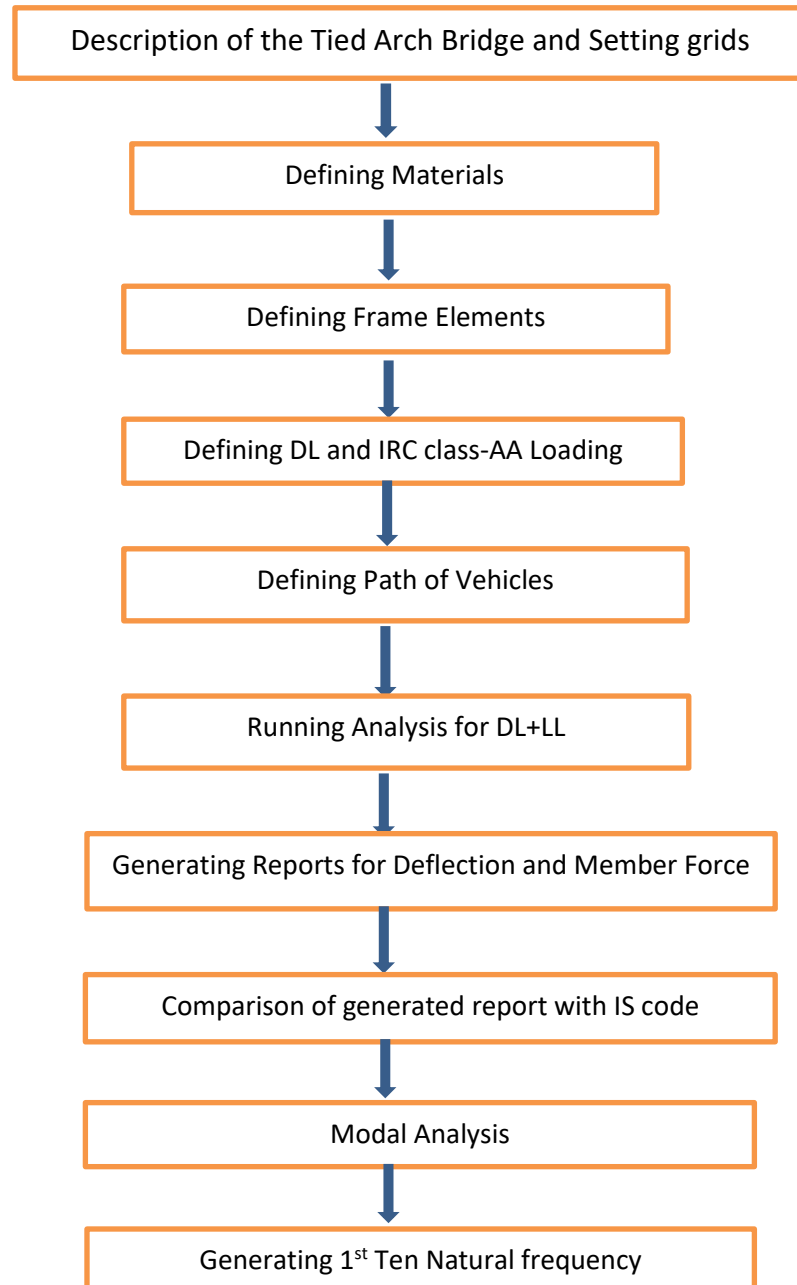 Description of the Tied Arch Bridge and Setting grids
Defining Materials
Defining Frame Elements
Defining DL and IRC class-AA Loading
Defining Path of Vehicles
Running Analysis for DL+LL
Generating Reports for Deflection and Member Force
Comparison of generated report with IS code
Modal Analysis
Generating 1st Ten Natural frequency